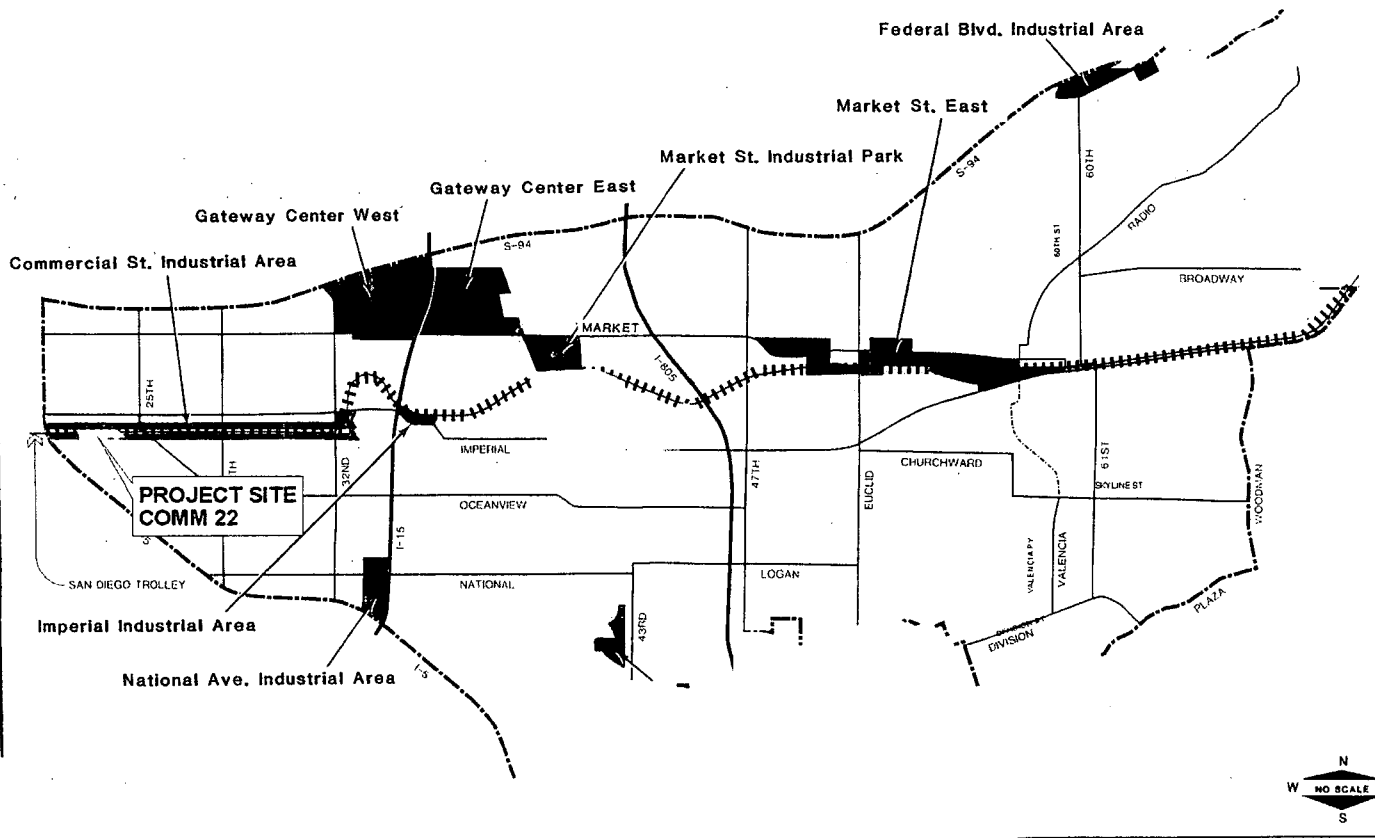 Federal Blvd. Industrial Area
Market St. East
Market St. Industrial Park
Gateway Center East
Gateway Center West
Commercial St. Industrial Area
S-94
S-94
60TH
60TH ST
RADIO
BROADWAY
MARKET
I-805
25TH
TH
32ND
IMPERIAL
47TH
EUCLID
CHURCHWARD
61ST
SKYLINE ST
WOODMAN
PROJECT SITE
COMM 22
OCEANVIEW
I-15
SAN DIEGO TROLLEY
NATIONAL
LOGAN
VALENCIA PY
VALENCIA
PLAZA
43RD
DIVISION
Imperial Industrial Area
National Ave. Industrial Area
I-5
N
W
NO SCALE
S